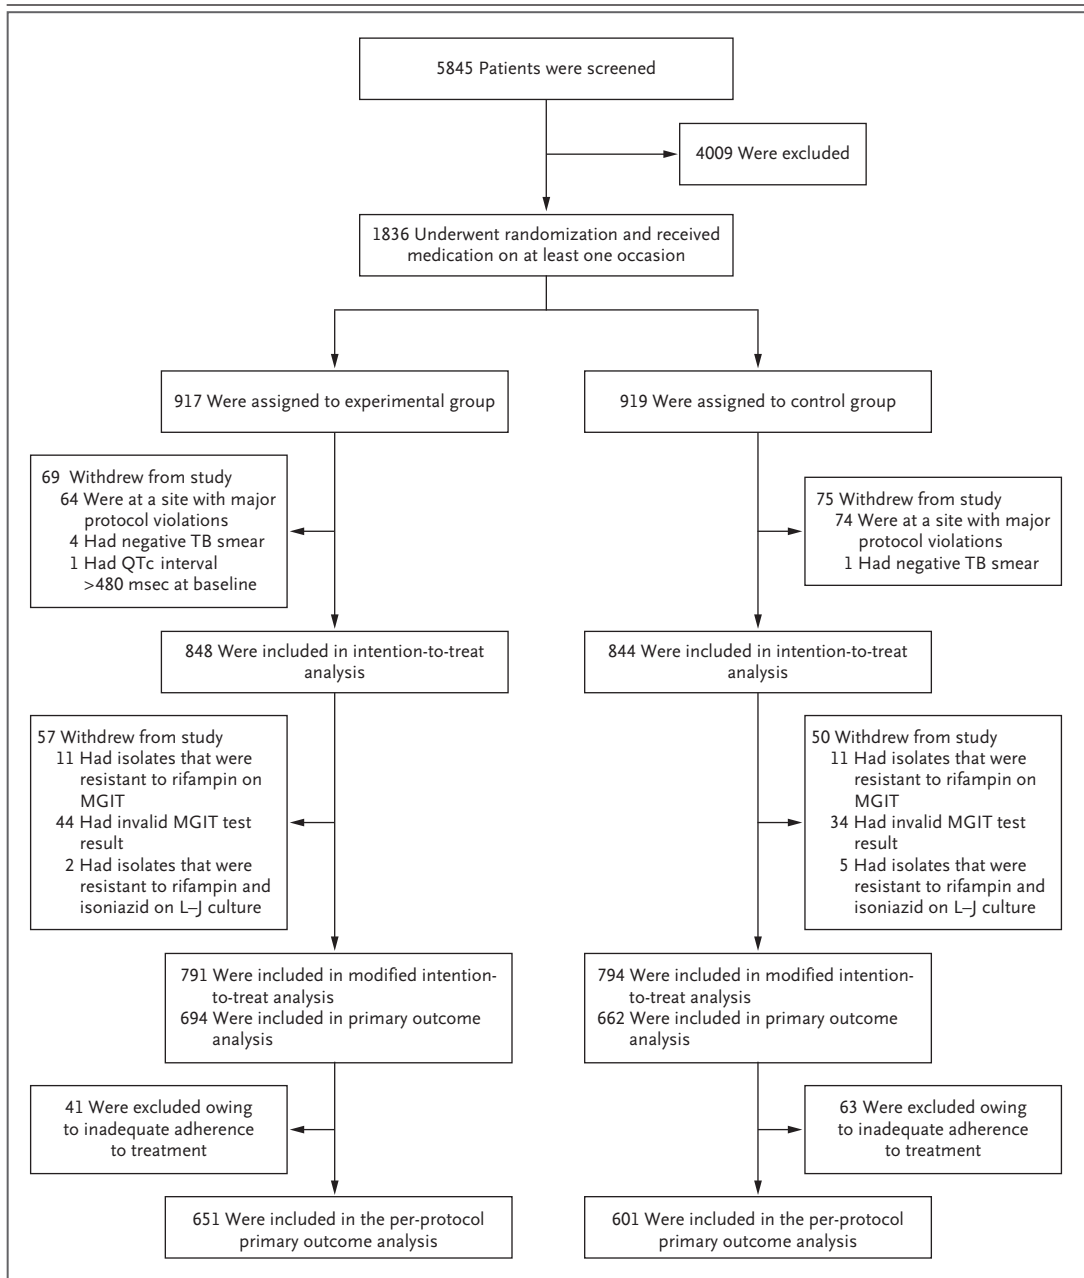 5845 Patients were screened
4009 Were excluded
1836 Underwent randomization and received
medication on at least one occasion
917 Were assigned to experimental group
919 Were assigned to control group
69 Withdrew from study
64 Were at a site with major
protocol violations
4 Had negative TB smear
1 Had QTc interval
>480 msec at baseline
75 Withdrew from study
74 Were at a site with major
protocol violations
1 Had negative TB smear
848 Were included in intention-to-treat
analysis
844 Were included in intention-to-treat
analysis
57 Withdrew from study
11 Had isolates that were
resistant to rifampin on
MGIT
44 Had invalid MGIT test
result
2 Had isolates that were
resistant to rifampin and
isoniazid on L–J culture
50 Withdrew from study
11 Had isolates that were
resistant to rifampin on
MGIT
34 Had invalid MGIT test
result
5 Had isolates that were
resistant to rifampin and
isoniazid on L–J culture
791 Were included in modified intention-
to-treat analysis
694 Were included in primary outcome
analysis
794 Were included in modified intention-
to-treat analysis
662 Were included in primary outcome
analysis
41 Were excluded owing
to inadequate adherence
to treatment
63 Were excluded owing
to inadequate adherence
to treatment
651 Were included in the per-protocol
primary outcome analysis
601 Were included in the per-protocol
primary outcome analysis